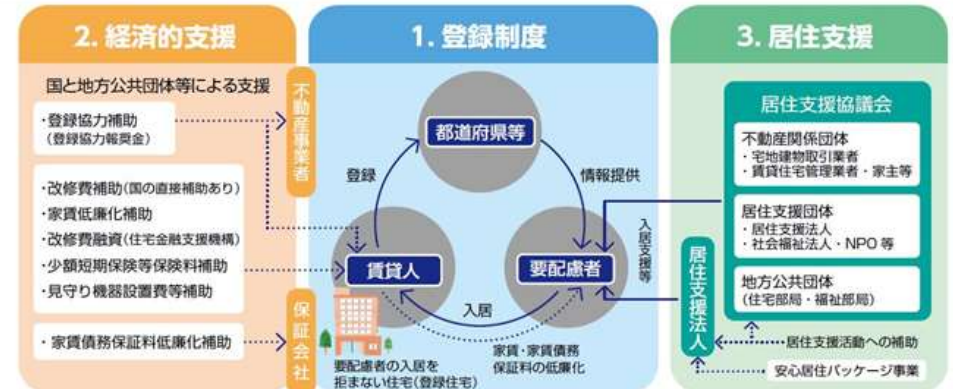 2. 経済的支援
国と地方公共団体等による支援
・登録協力補助
(登録協力報奨金)
・改修費補助(国の直接補助あり)
・家賃低廉化補助
・改修費融資(住宅金融支援機構)
・少額短期保険等保険料補助
・見守り機器設置費等補助
・家賃債務保証料低廉化補助
不動産事業者
保証会社
1. 登録制度
都道府県等
登録
情報提供
賃貸人
要配慮者
入居
家賃・家賃債務
保証料の低廉化
要配慮者の入居を
拒まない住宅(登録住宅)
入居支援等
3. 居住支援
居住支援協議会
不動産関係団体
・宅地建物取引業者
・賃貸住宅管理業者・家主等
居住支援団体
・居住支援法人
・社会福祉法人・NPO 等
地方公共団体
(住宅部局・福祉部局)
居住支援法人
居住支援活動への補助
安心居住パッケージ事業